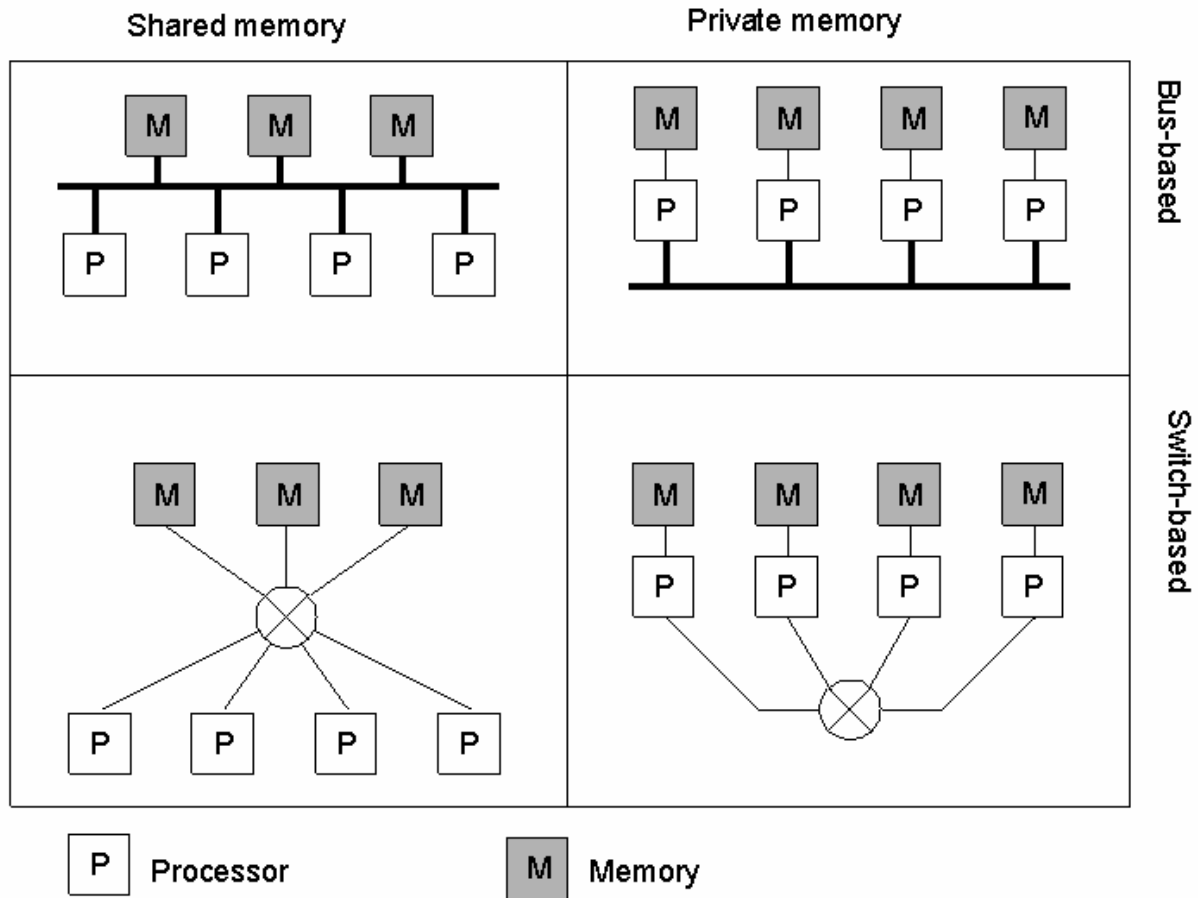 Shared memory
Private memory
M M M
P P P P
M M M M
P P P P
Bus-based
M M M
P P P P
M M M M
P P P P
Switch-based
P Processor
M Memory